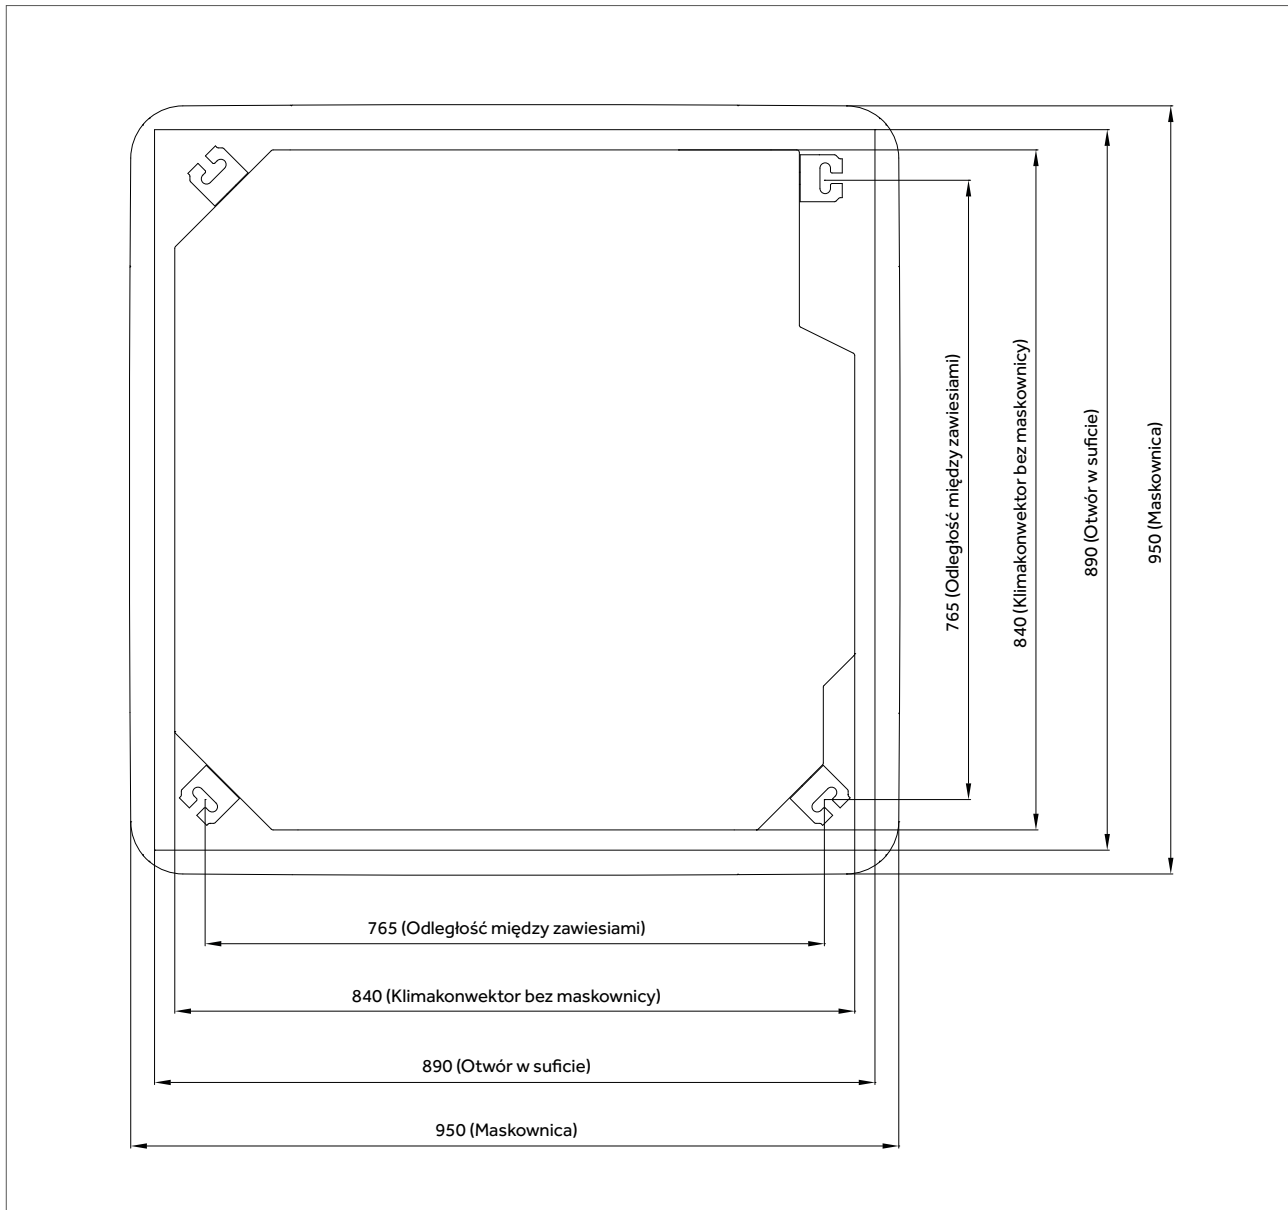 765 (Odległość między zawiesiami)
840 (Klimakonwektor bez maskownicy)
890 (Otwór w suficie)
950 (Maskownica)
765 (Odległość między zawiesiami)
840 (Klimakonwektor bez maskownicy)
890 (Otwór w suficie)
950 (Maskownica)